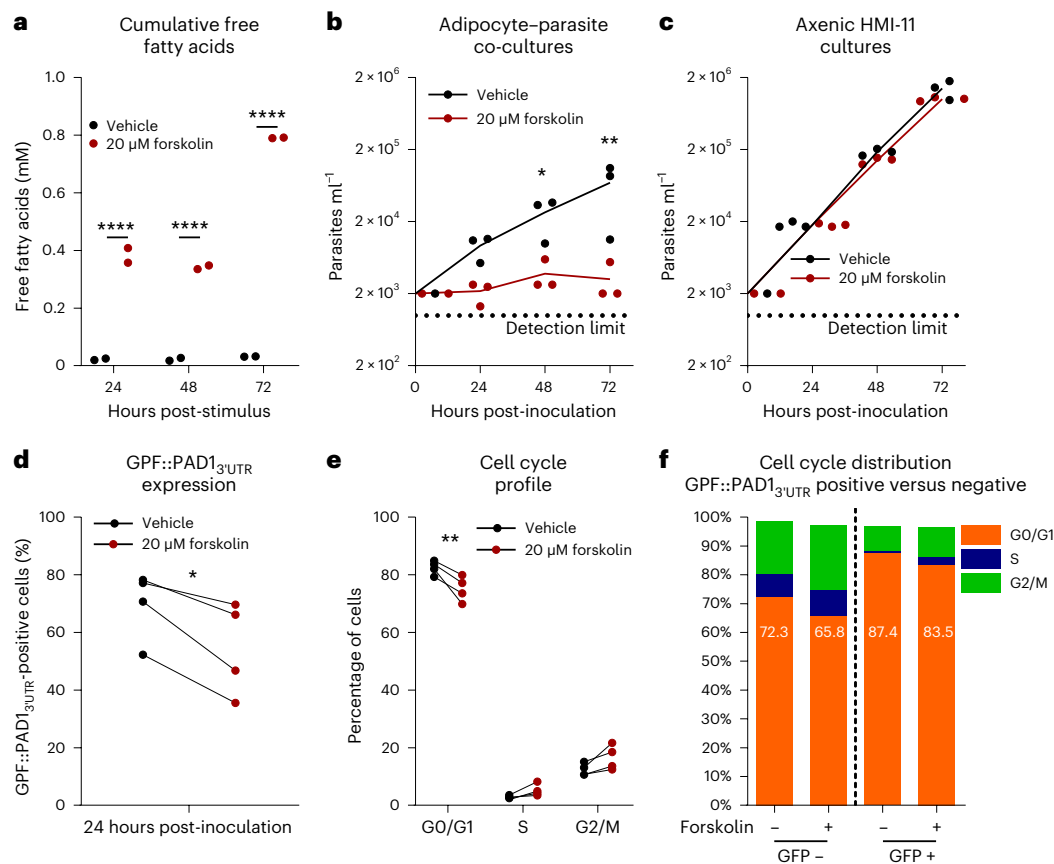 a
Cumulative free
fatty acids
1.0
0.8
0.6
0.4
0.2
0
Free fatty acids (mM)
Vehicle
20 µM forskolin
****
****
****
24
48
72
Hours post-stimulus
b
Adipocyte–parasite
co-cultures
2 × 10⁶
2 × 10⁵
2 × 10⁴
2 × 10³
2 × 10²
Parasites ml⁻¹
Vehicle
20 µM forskolin
*
**
Detection limit
0
24
48
72
Hours post-inoculation
c
Axenic HMI-11
cultures
2 × 10⁶
2 × 10⁵
2 × 10⁴
2 × 10³
2 × 10²
Parasites ml⁻¹
Vehicle
20 µM forskolin
Detection limit
0
24
48
72
Hours post-inoculation
d
GPF::PAD13'UTR
expression
100
80
60
40
20
0
GPF::PAD13'UTR-positive cells (%)
Vehicle
20 µM forskolin
*
24 hours post-inoculation
e
Cell cycle
profile
100
80
60
40
20
0
Percentage of cells
Vehicle
20 µM forskolin
**
G0/G1
S
G2/M
f
Cell cycle distribution
GPF::PAD13'UTR positive versus negative
100%
90%
80%
70%
60%
50%
40%
30%
20%
10%
0%
72.3
65.8
87.4
83.5
G0/G1
S
G2/M
Forskolin – + – +
GFP – GFP +